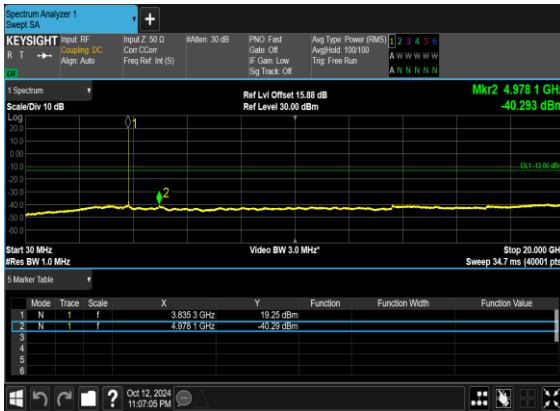 Spectrum Analyzer 1
Swept SA
KEYSIGHT
R T
LXI
Input: RF
Coupling: DC
Align: Auto
Input Z: 50 Ω
Corr CCorr
Freq Ref: Int (S)
#Atten: 30 dB
PNO: Fast
Gate: Off
IF Gain: Low
Sig Track: Off
Avg Type: Power (RMS)
Avg|Hold: 100/100
Trig: Free Run
1 2 3 4 5 6
A W W W W W
A N N N N N
1 Spectrum
Scale/Div 10 dB
Ref Lvl Offset 15.88 dB
Ref Level 30.00 dBm
Mkr2 4.978 1 GHz
-40.293 dBm
Log
20.0
10.0
0.00
-10.0
-20.0
-30.0
-40.0
-50.0
-60.0
1
2
DL1 -13.00 dBm
Start 30 MHz
#Res BW 1.0 MHz
Video BW 3.0 MHz*
Stop 20.000 GHz
Sweep 34.7 ms (40001 pts)
5 Marker Table
Mode Trace Scale X Y Function Function Width Function Value
1 N 1 f 3.835 3 GHz 19.25 dBm
2 N 1 f 4.978 1 GHz -40.29 dBm
3
4
5
6
?
Oct 12, 2024
11:07:05 PM